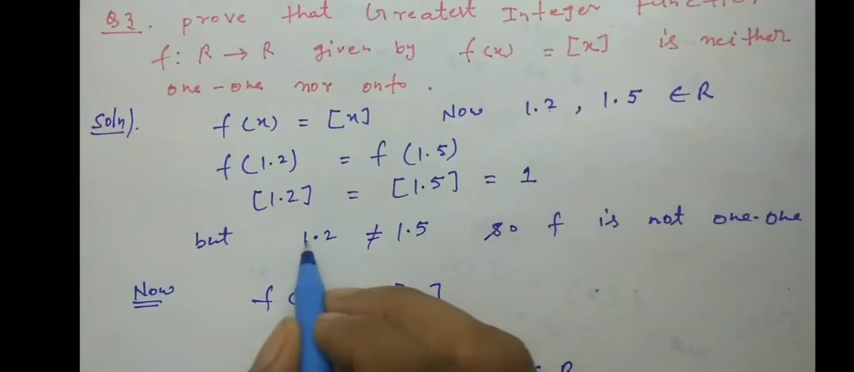 Q3. prove that Greatest Integer
f: R → R given by f(x) = [x] is neither
one-one nor onto.
Soln). f(x) = [x] Now 1.2, 1.5 ∈ R
f(1.2) = f(1.5)
[1.2] = [1.5] = 1
but 1.2 ≠ 1.5 so f is not one-one
Now f